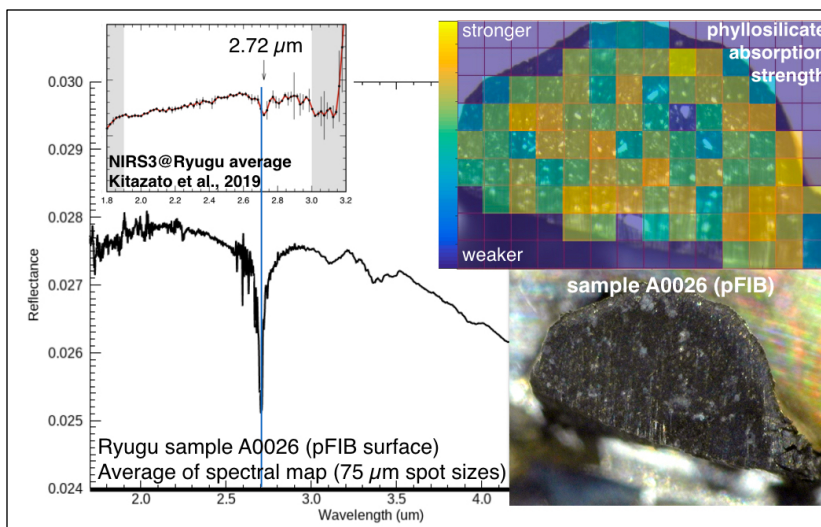 2.72 µm
NIRS3@Ryugu average
Kitazato et al., 2019
1.8 2.0 2.2 2.4 2.6 2.8 3.0 3.2
0.030
0.029
0.028
0.027
0.026
0.025
0.024
Reflectance
Ryugu sample A0026 (pFIB surface)
Average of spectral map (75 µm spot sizes)
2.0 2.5 3.0 3.5 4.0
Wavelength (um)
stronger
phyllosilicate
absorption
strength
weaker
sample A0026 (pFIB)